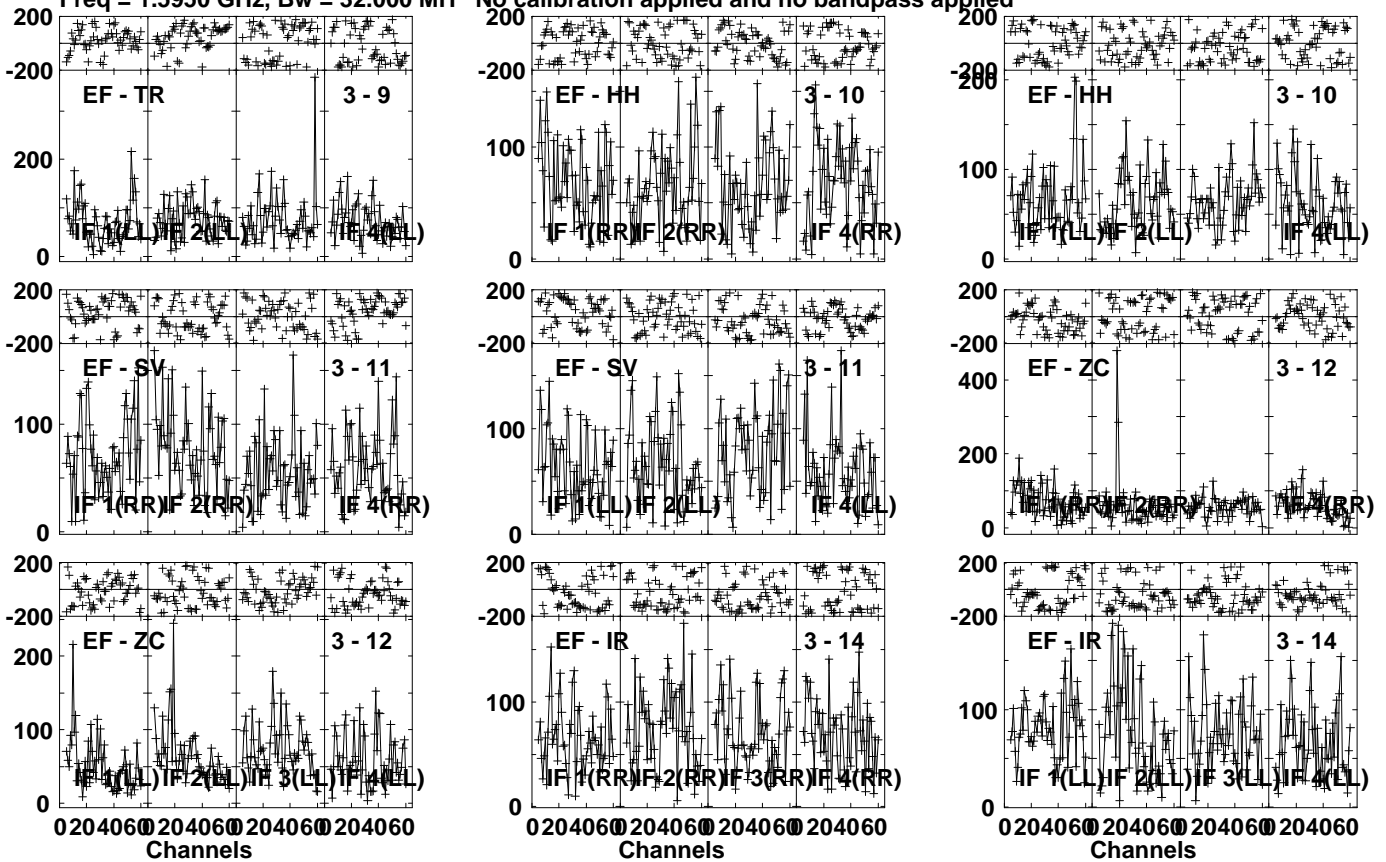 Freq = 1.5950 GHz, Bw = 32.000 MH No calibration applied and no bandpass applied
200
-200
EF - TR 3 - 9
200
0
IF 1(LL) IF 2(LL) IF 4(LL)
200
-200
EF - HH 3 - 10
100
0
IF 1(RR) IF 2(RR) IF 4(RR)
200
-200
200
EF - HH 3 - 10
100
0
IF 1(LL) IF 2(LL) IF 4(LL)
200
-200
EF - SV 3 - 11
100
0
IF 1(RR) IF 2(RR) IF 4(RR)
200
-200
EF - SV 3 - 11
100
0
IF 1(LL) IF 2(LL) IF 4(LL)
200
-200
EF - ZC 3 - 12
400
200
0
IF 1(RR) IF 2(RR) IF 4(RR)
200
-200
EF - ZC 3 - 12
200
100
0
IF 1(LL) IF 2(LL) IF 3(LL) IF 4(LL)
0 20 40 60 0 20 40 60 0 20 40 60 0 20 40 60
Channels
200
-200
EF - IR 3 - 14
100
0
IF 1(RR) IF 2(RR) IF 3(RR) IF 4(RR)
0 20 40 60 0 20 40 60 0 20 40 60 0 20 40 60
Channels
200
-200
EF - IR 3 - 14
100
0
IF 1(LL) IF 2(LL) IF 3(LL) IF 4(LL)
0 20 40 60 0 20 40 60 0 20 40 60 0 20 40 60
Channels